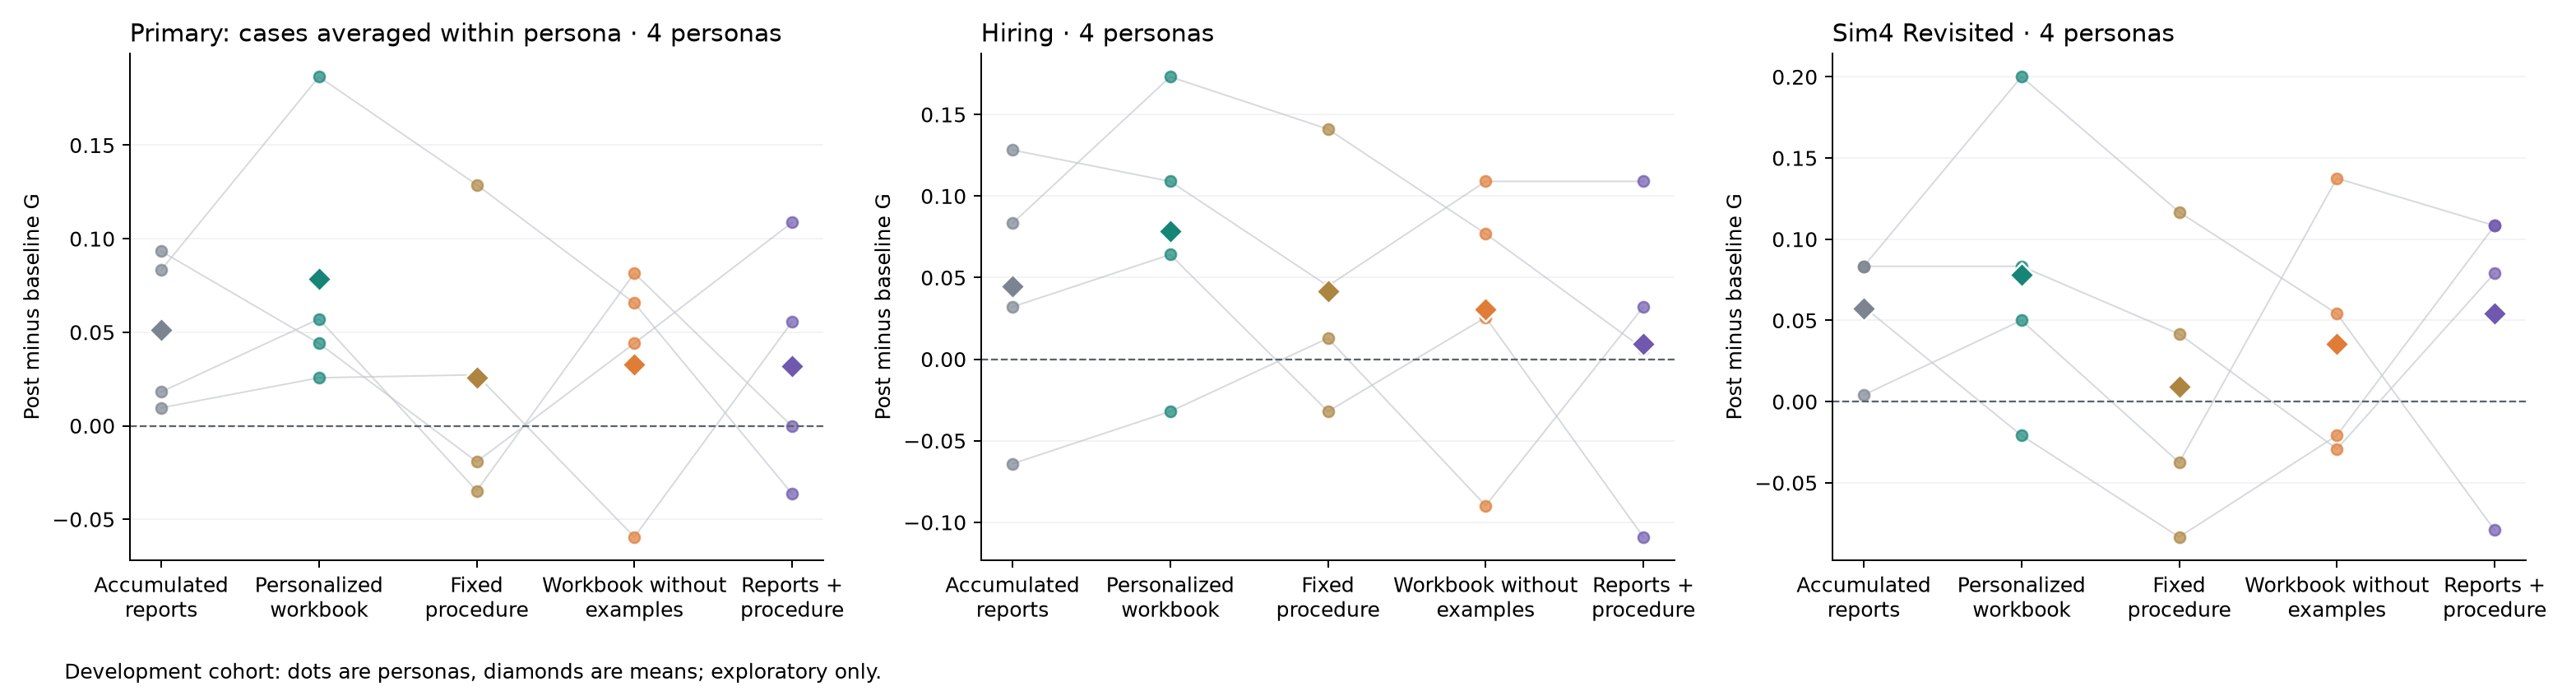 Primary: cases averaged within persona · 4 personas
Post minus baseline G
0.15
0.10
0.05
0.00
−0.05
Accumulated
reports
Personalized
workbook
Fixed
procedure
Workbook without
examples
Reports +
procedure
Hiring · 4 personas
Post minus baseline G
0.15
0.10
0.05
0.00
−0.05
−0.10
Accumulated
reports
Personalized
workbook
Fixed
procedure
Workbook without
examples
Reports +
procedure
Sim4 Revisited · 4 personas
Post minus baseline G
0.20
0.15
0.10
0.05
0.00
−0.05
Accumulated
reports
Personalized
workbook
Fixed
procedure
Workbook without
examples
Reports +
procedure
Development cohort: dots are personas, diamonds are means; exploratory only.